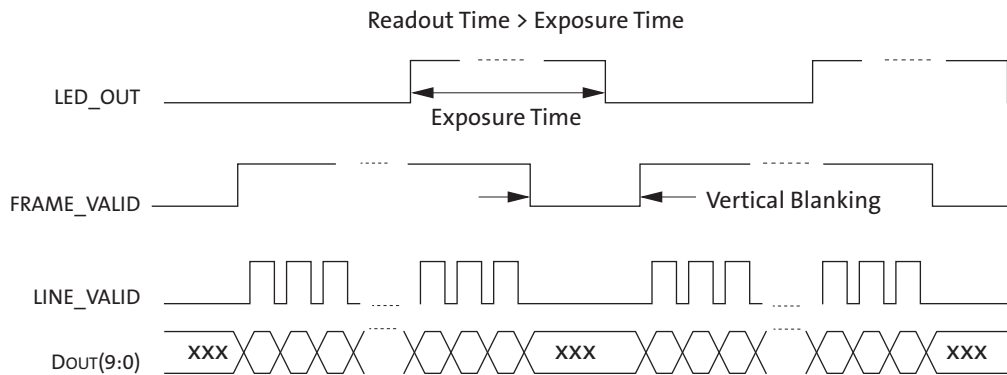 Readout Time > Exposure Time
LED_OUT
Exposure Time
FRAME_VALID
Vertical Blanking
LINE_VALID
DOUT(9:0) XXX XXX XXX